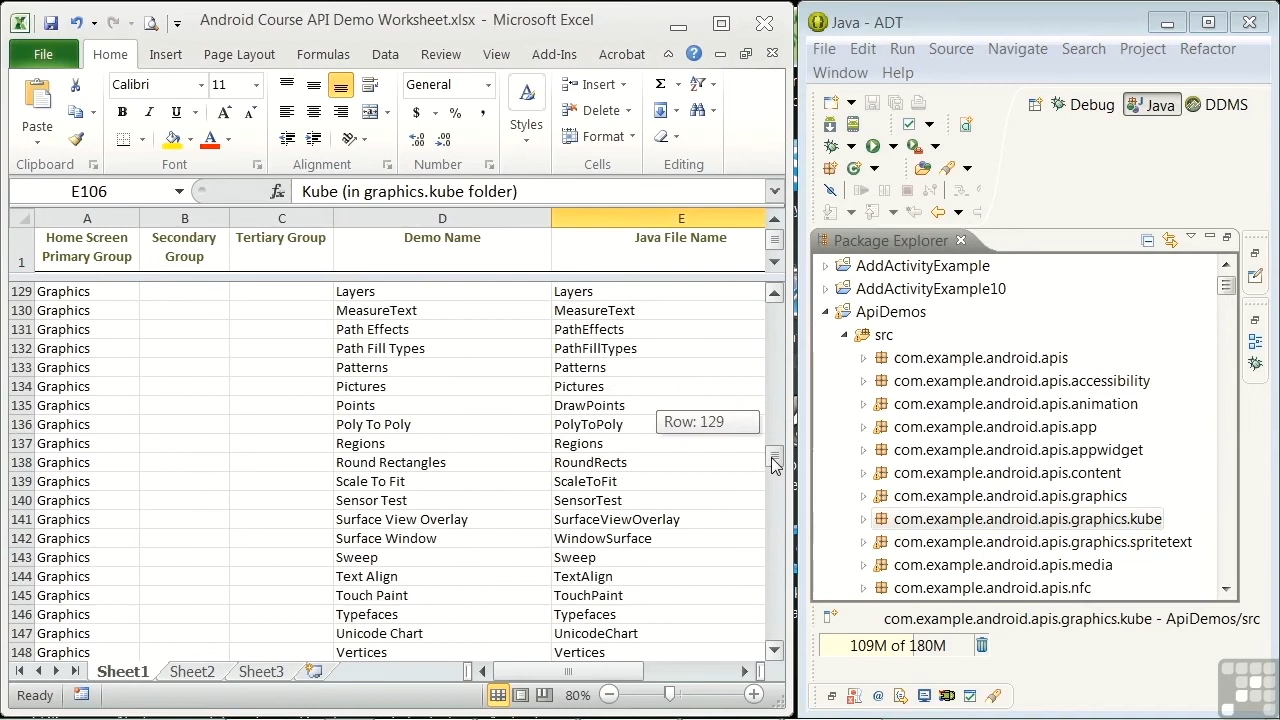 Android Course API Demo Worksheet.xlsx - Microsoft Excel
File Home Insert Page Layout Formulas Data Review View Add-Ins Acrobat
Paste
Calibri 11
B I U
A A
A
General
$ % ,
Styles
Insert
Delete
Format
Σ
Clipboard Font Alignment Number Cells Editing
E106 fx Kube (in graphics.kube folder)
A B C D E
1 Home Screen Primary Group Secondary Group Tertiary Group Demo Name Java File Name
129 Graphics Layers Layers
130 Graphics MeasureText MeasureText
131 Graphics Path Effects PathEffects
132 Graphics Path Fill Types PathFillTypes
133 Graphics Patterns Patterns
134 Graphics Pictures Pictures
135 Graphics Points DrawPoints
136 Graphics Poly To Poly PolyToPoly
Row: 129
137 Graphics Regions Regions
138 Graphics Round Rectangles RoundRects
139 Graphics Scale To Fit ScaleToFit
140 Graphics Sensor Test SensorTest
141 Graphics Surface View Overlay SurfaceViewOverlay
142 Graphics Surface Window WindowSurface
143 Graphics Sweep Sweep
144 Graphics Text Align TextAlign
145 Graphics Touch Paint TouchPaint
146 Graphics Typefaces Typefaces
147 Graphics Unicode Chart UnicodeChart
148 Graphics Vertices Vertices
Sheet1 Sheet2 Sheet3
Ready 80%
Java - ADT
File Edit Run Source Navigate Search Project Refactor
Window Help
Debug Java DDMS
Package Explorer
AddActivityExample
AddActivityExample10
ApiDemos
src
com.example.android.apis
com.example.android.apis.accessibility
com.example.android.apis.animation
com.example.android.apis.app
com.example.android.apis.appwidget
com.example.android.apis.content
com.example.android.apis.graphics
com.example.android.apis.graphics.kube
com.example.android.apis.graphics.spritetext
com.example.android.apis.media
com.example.android.apis.nfc
com.example.android.apis.graphics.kube - ApiDemos/src
109M of 180M